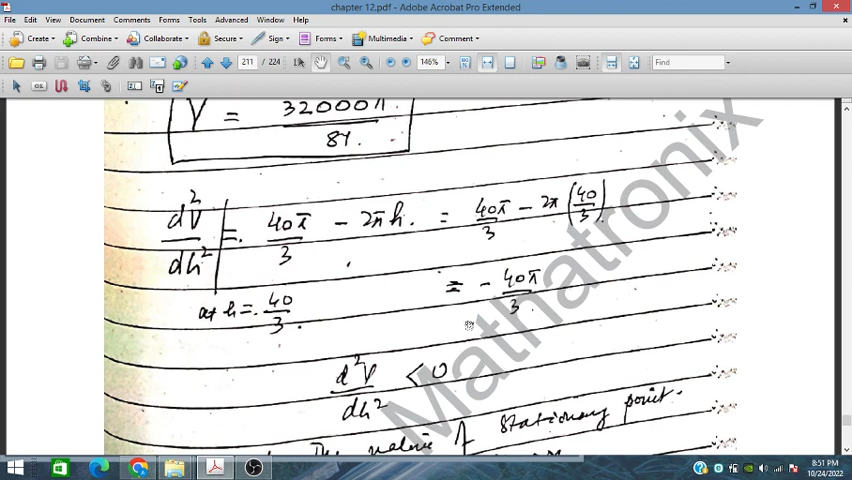 chapter 12.pdf - Adobe Acrobat Pro Extended
File Edit View Document Comments Forms Tools Advanced Window Help
Create Combine Collaborate Secure Sign Forms Multimedia Comment
211 / 224 146% Find
V = 32000π / 81.
d²V/dh² | = 40π/3 - 2πh. = 40π/3 - 2π (40/3)
at h = 40/3.
= - 40π/3
d²V/dh² < 0
The nature of stationary point.
Mathatronix
8:51 PM
10/24/2022